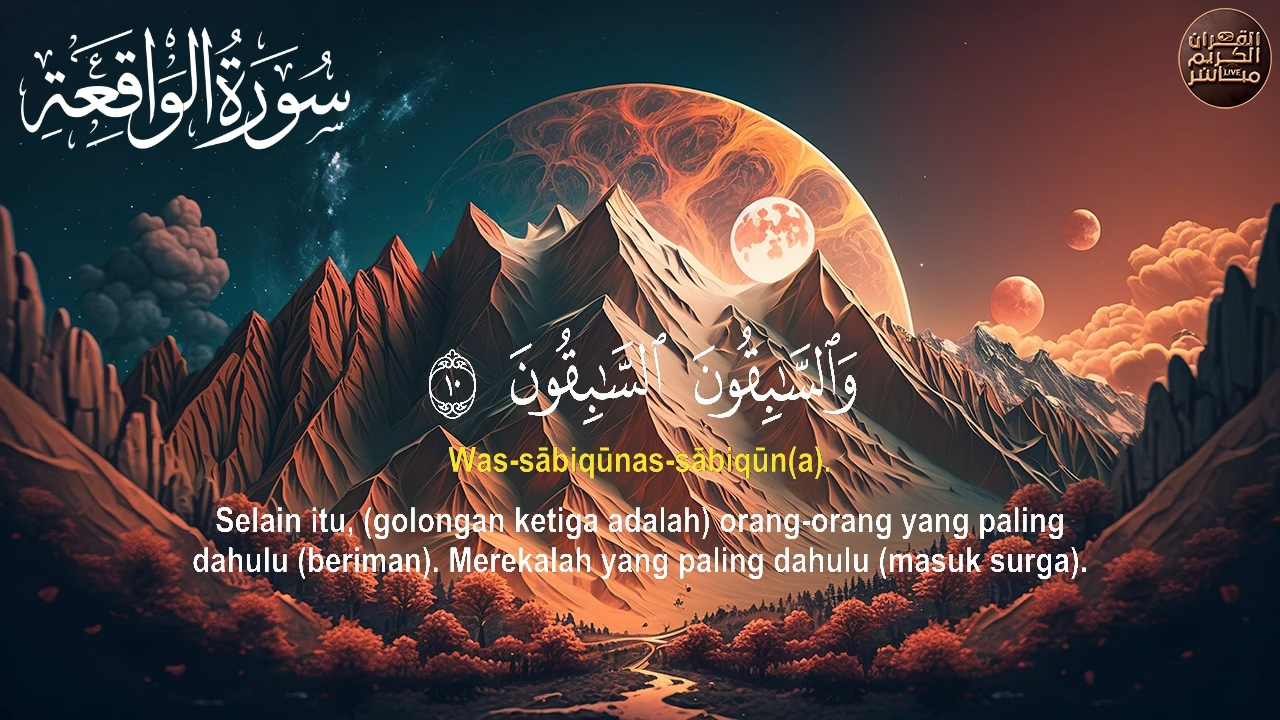 سُورَةُ الوَاقِعَةِ
القرآن
الكريم
LIVE
مباشر
وَٱلسَّـٰبِقُونَ ٱلسَّـٰبِقُونَ ١٠
Was-sābiqūnas-sābiqūn(a).
Selain itu, (golongan ketiga adalah) orang-orang yang paling
dahulu (beriman). Merekalah yang paling dahulu (masuk surga).